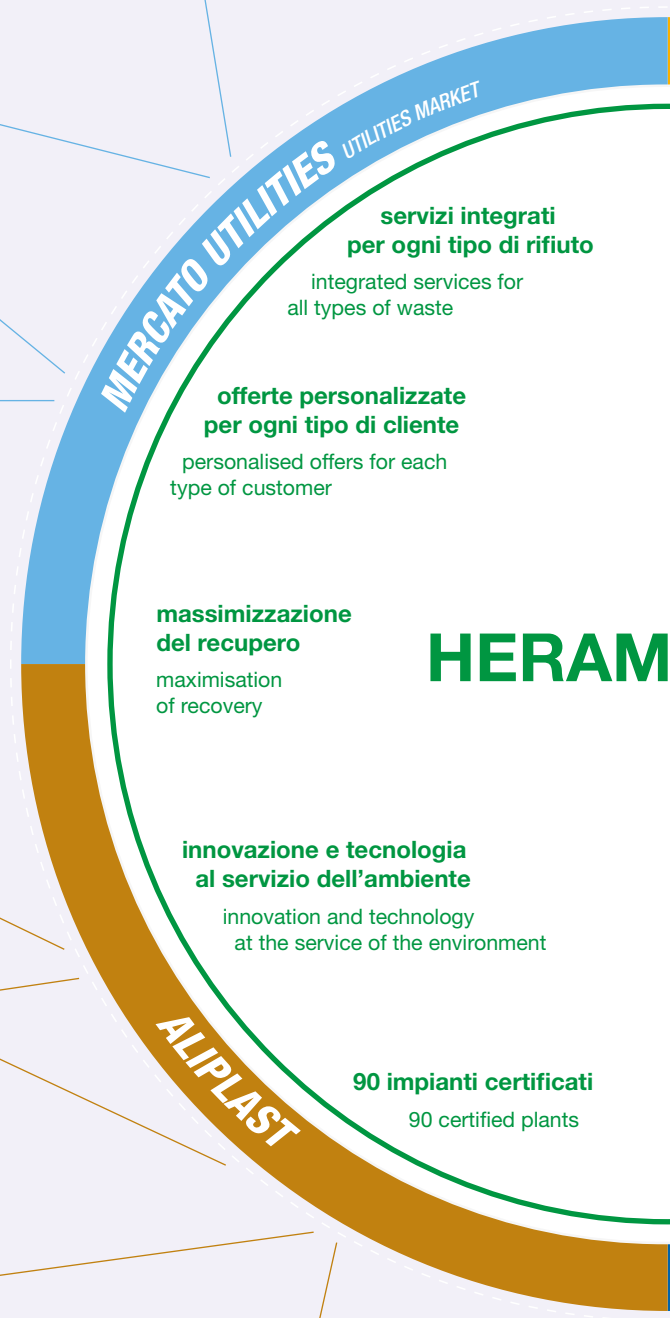 MERCATO UTILITIES UTILITIES MARKET
servizi integrati
per ogni tipo di rifiuto
integrated services for
all types of waste
offerte personalizzate
per ogni tipo di cliente
personalised offers for each
type of customer
massimizzazione
del recupero
maximisation
of recovery
HERAM
innovazione e tecnologia
al servizio dell’ambiente
innovation and technology
at the service of the environment
ALIPLAST
90 impianti certificati
90 certified plants